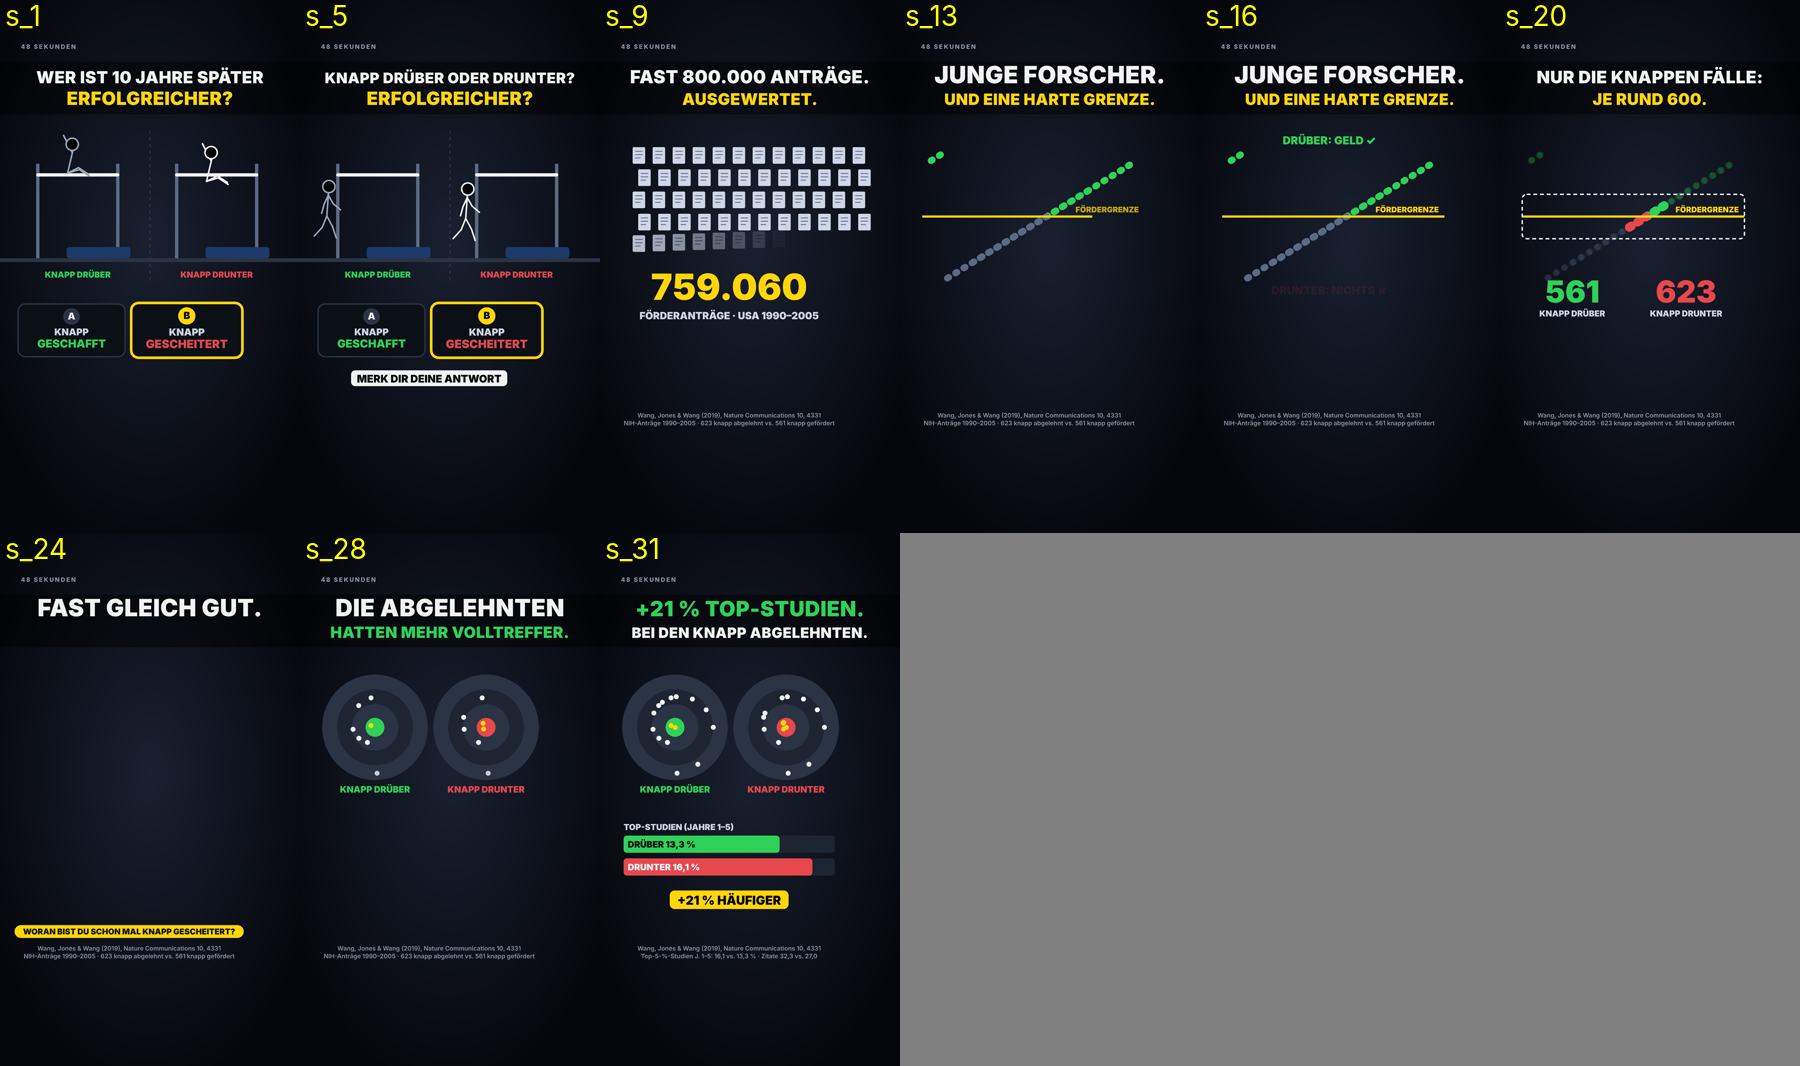 s_1
48 SEKUNDEN
WER IST 10 JAHRE SPÄTER
ERFOLGREICHER?
KNAPP DRÜBER
KNAPP DRUNTER
A
KNAPP
GESCHAFFT
B
KNAPP
GESCHEITERT
s_5
48 SEKUNDEN
KNAPP DRÜBER ODER DRUNTER?
ERFOLGREICHER?
KNAPP DRÜBER
KNAPP DRUNTER
A
KNAPP
GESCHAFFT
B
KNAPP
GESCHEITERT
MERK DIR DEINE ANTWORT
s_9
48 SEKUNDEN
FAST 800.000 ANTRÄGE.
AUSGEWERTET.
759.060
FÖRDERANTRÄGE · USA 1990–2005
Wang, Jones & Wang (2019), Nature Communications 10, 4331
NIH-Anträge 1990–2005 · 623 knapp abgelehnt vs. 561 knapp gefördert
s_13
48 SEKUNDEN
JUNGE FORSCHER.
UND EINE HARTE GRENZE.
FÖRDERGRENZE
Wang, Jones & Wang (2019), Nature Communications 10, 4331
NIH-Anträge 1990–2005 · 623 knapp abgelehnt vs. 561 knapp gefördert
s_16
48 SEKUNDEN
JUNGE FORSCHER.
UND EINE HARTE GRENZE.
DRÜBER: GELD ✓
FÖRDERGRENZE
DRUNTER: NICHTS
Wang, Jones & Wang (2019), Nature Communications 10, 4331
NIH-Anträge 1990–2005 · 623 knapp abgelehnt vs. 561 knapp gefördert
s_20
48 SEKUNDEN
NUR DIE KNAPPEN FÄLLE:
JE RUND 600.
FÖRDERGRENZE
561
KNAPP DRÜBER
623
KNAPP DRUNTER
Wang, Jones & Wang (2019), Nature Communications 10, 4331
NIH-Anträge 1990–2005 · 623 knapp abgelehnt vs. 561 knapp gefördert
s_24
48 SEKUNDEN
FAST GLEICH GUT.
WORAN BIST DU SCHON MAL KNAPP GESCHEITERT?
Wang, Jones & Wang (2019), Nature Communications 10, 4331
NIH-Anträge 1990–2005 · 623 knapp abgelehnt vs. 561 knapp gefördert
s_28
48 SEKUNDEN
DIE ABGELEHNTEN
HATTEN MEHR VOLLTREFFER.
KNAPP DRÜBER
KNAPP DRUNTER
Wang, Jones & Wang (2019), Nature Communications 10, 4331
NIH-Anträge 1990–2005 · 623 knapp abgelehnt vs. 561 knapp gefördert
s_31
48 SEKUNDEN
+21 % TOP-STUDIEN.
BEI DEN KNAPP ABGELEHNTEN.
KNAPP DRÜBER
KNAPP DRUNTER
TOP-STUDIEN (JAHRE 1–5)
DRÜBER 13,3 %
DRUNTER 16,1 %
+21 % HÄUFIGER
Wang, Jones & Wang (2019), Nature Communications 10, 4331
Top-5-%-Studien J. 1–5: 16,1 vs. 13,3 % · Zitate 32,3 vs. 27,0